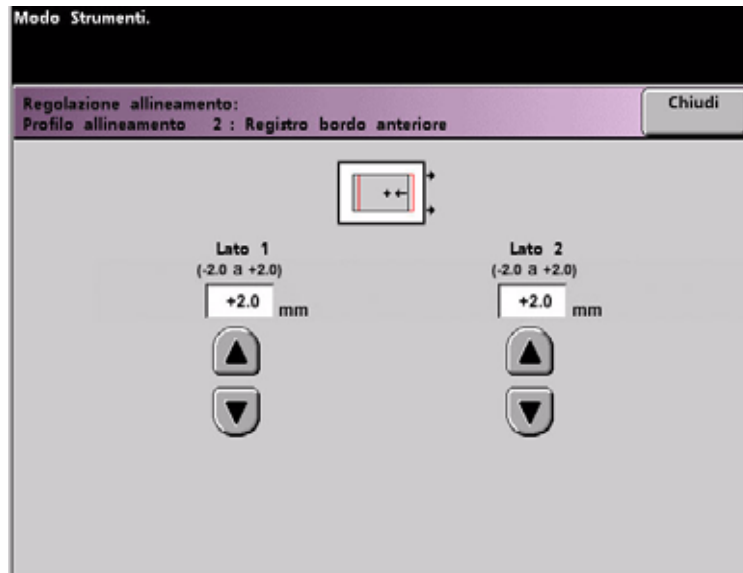 Modo Strumenti.
Regolazione allineamento:
Chiudi
Profilo allineamento 2 : Registro bordo anteriore
Lato 1
Lato 2
(-2.0 a +2.0)
(-2.0 a +2.0)
+2.0 mm
+2.0 mm